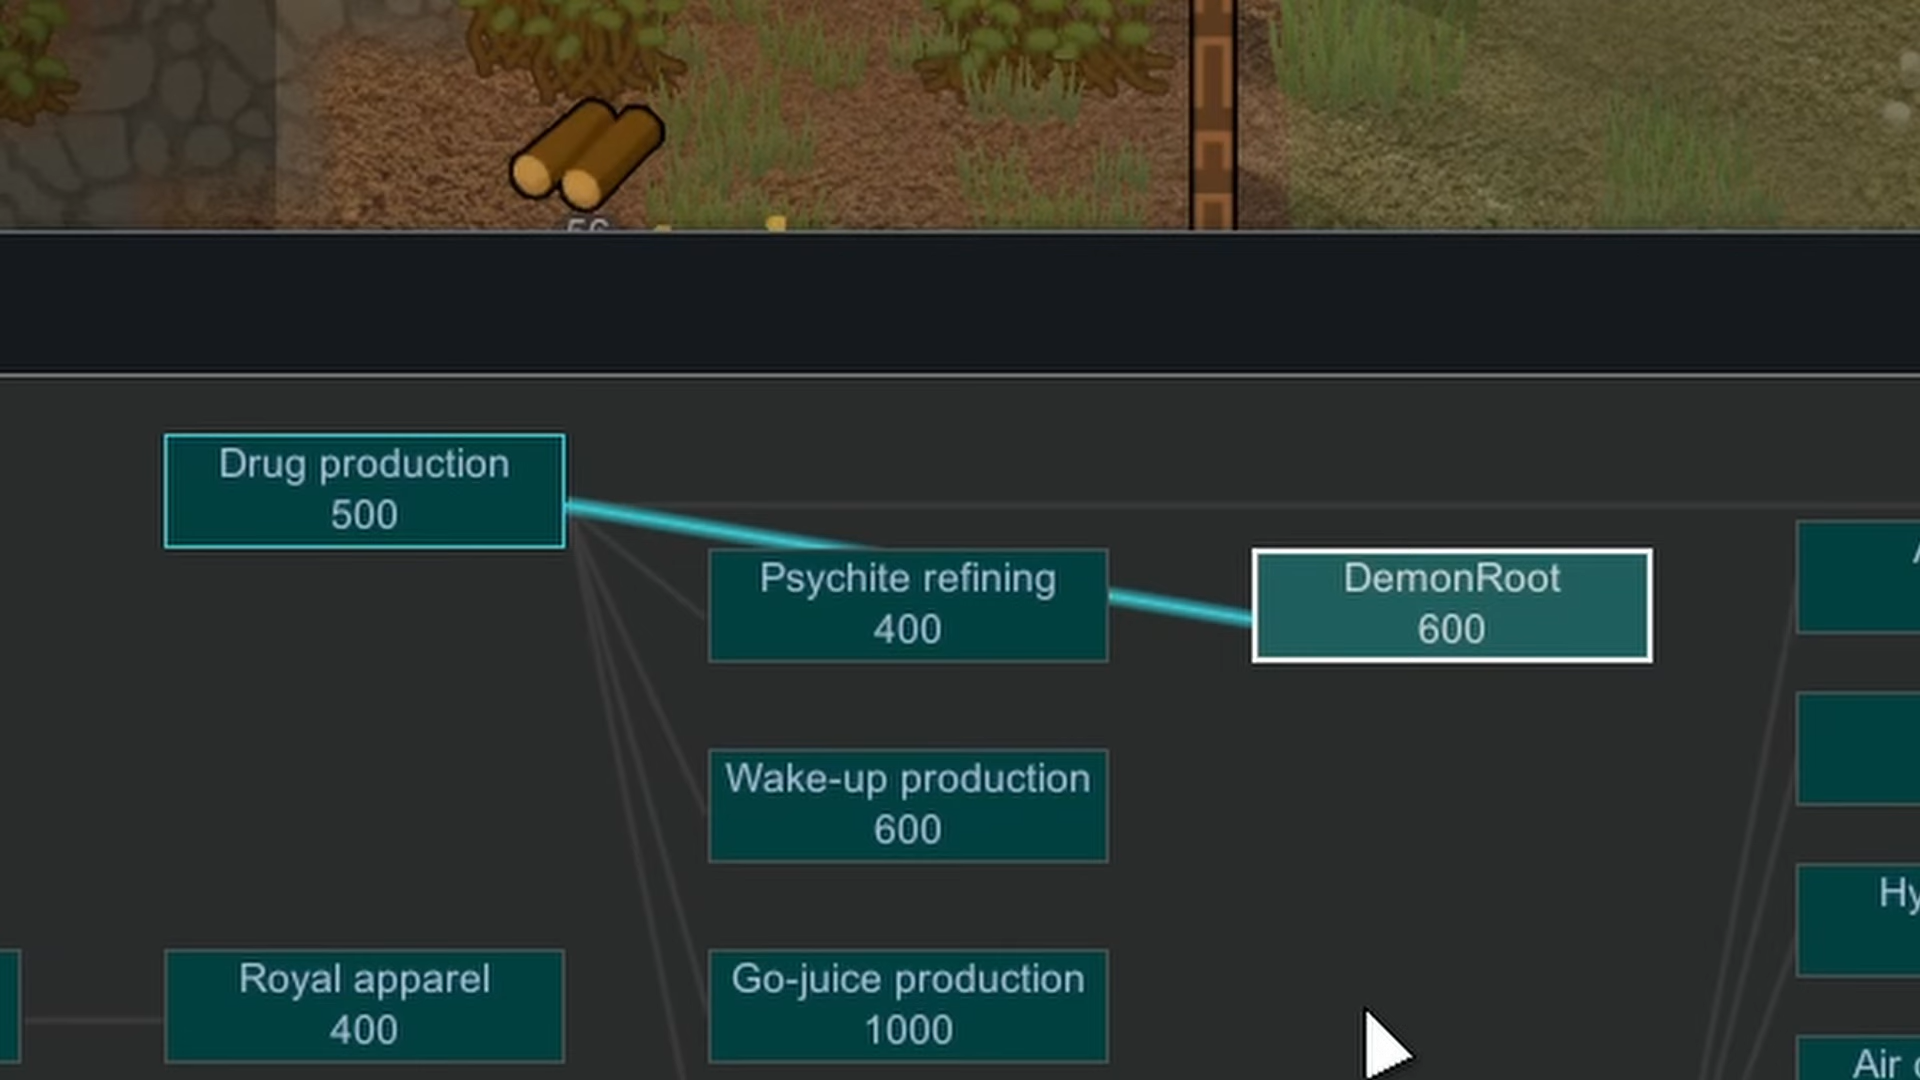 Drug production
500
Psychite refining
400
DemonRoot
600
Wake-up production
600
Royal apparel
400
Go-juice production
1000